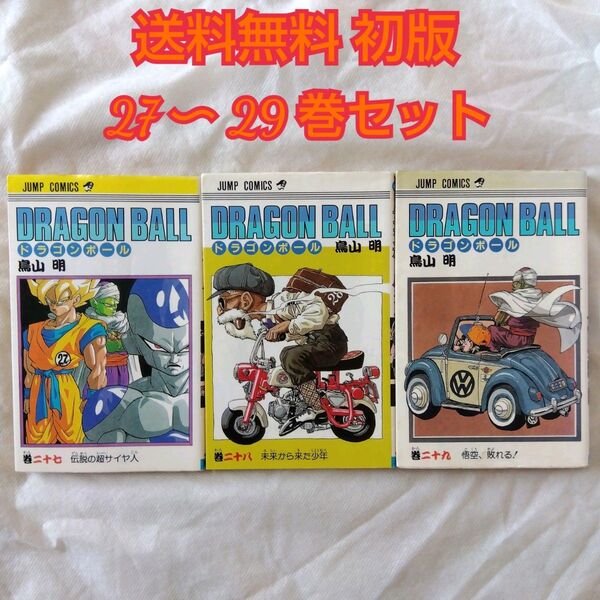 送料無料 初版
27〜29巻セット
JUMP COMICS
DRAGON BALL
ドラゴンボール
鳥山 明
27
巻二十七 伝説の超サイヤ人
JUMP COMICS
DRAGON BALL
ドラゴンボール
鳥山 明
28
巻二十八 未来から来た少年
JUMP COMICS
DRAGON BALL
ドラゴンボール
鳥山 明
VW
巻二十九 悟空、敗れる!